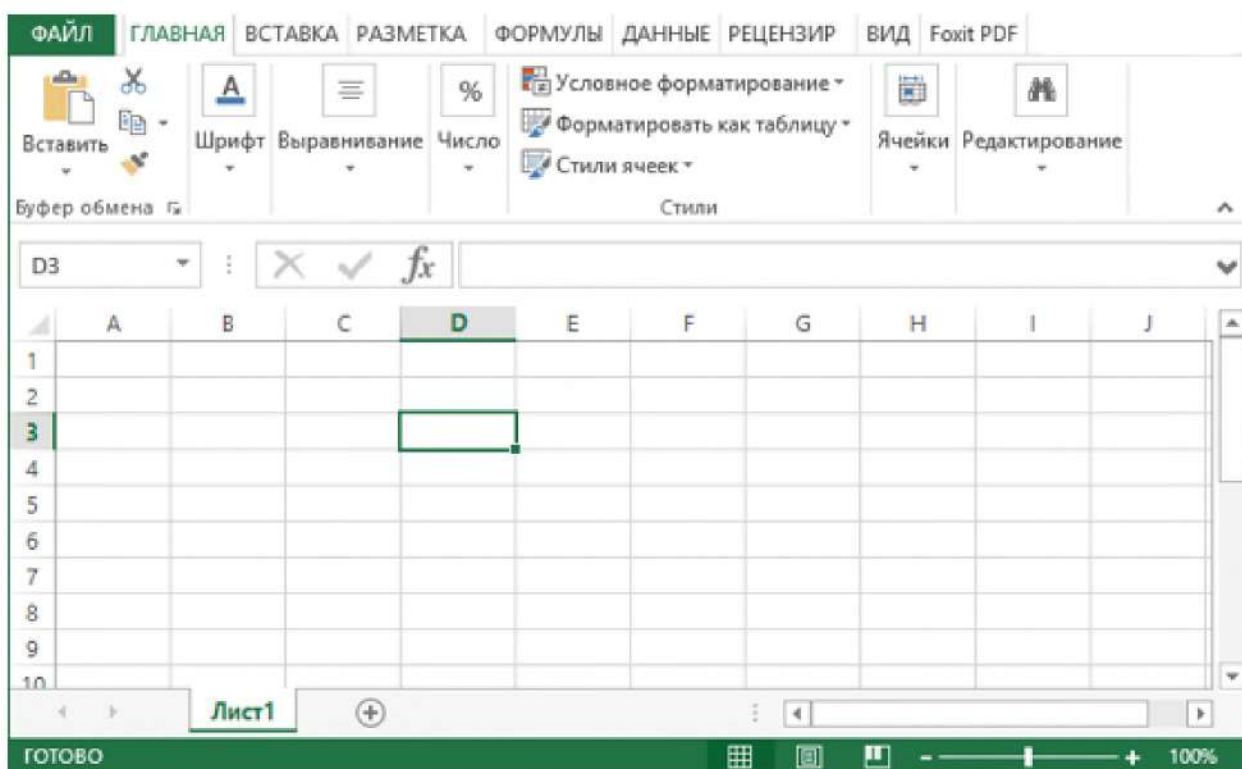 ФАЙЛ ГЛАВНАЯ ВСТАВКА РАЗМЕТКА ФОРМУЛЫ ДАННЫЕ РЕЦЕНЗИР ВИД Foxit PDF
Вставить
Буфер обмена
A
Шрифт
Выравнивание
%
Число
Условное форматирование
Форматировать как таблицу
Стили ячеек
Стили
Ячейки
Редактирование
D3 fx
A B C D E F G H I J
1
2
3
4
5
6
7
8
9
10
Лист1
ГОТОВО 100%